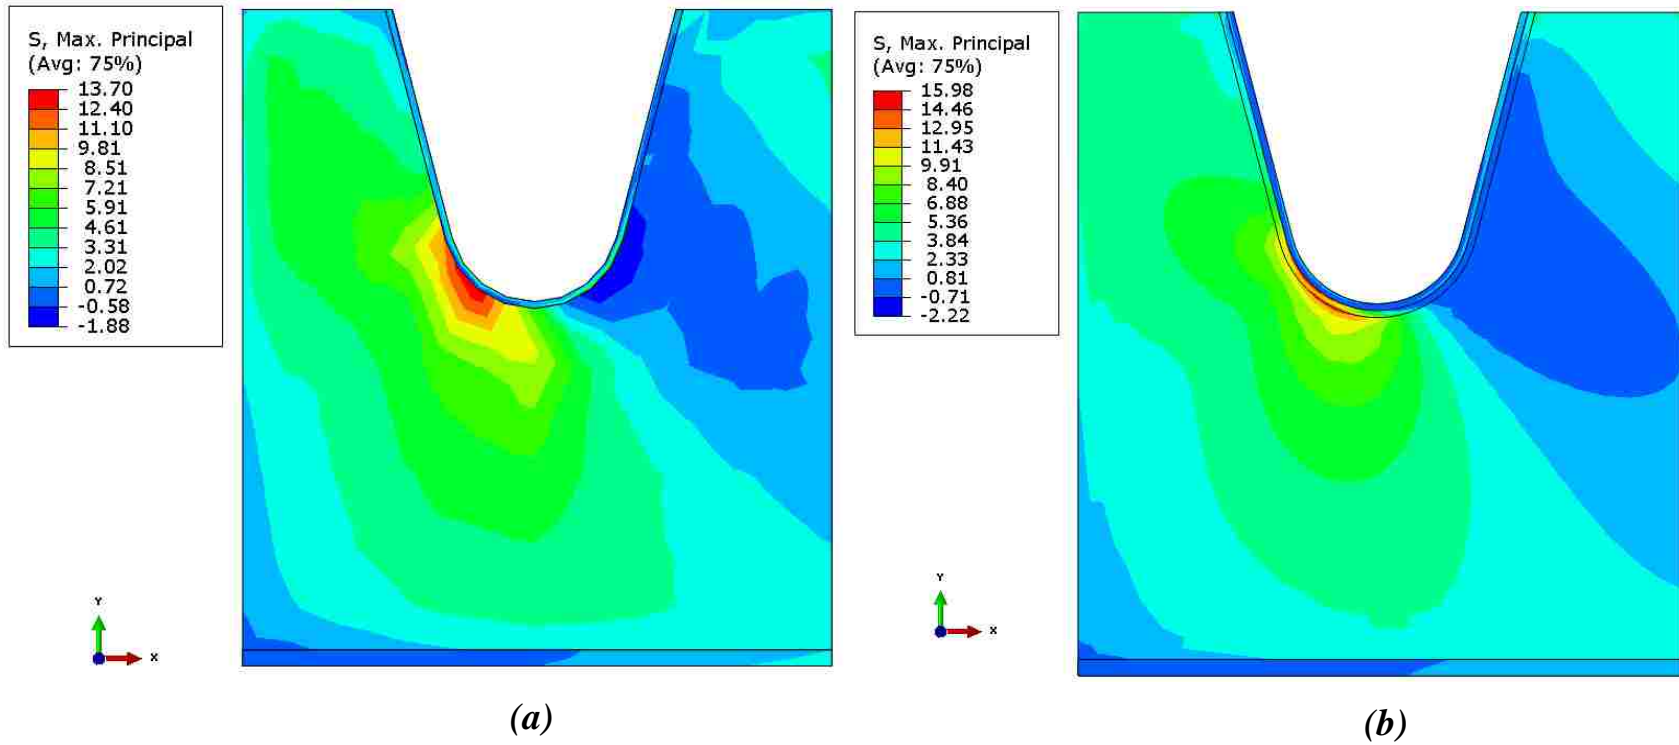 S, Max. Principal
(Avg: 75%)
13.70
12.40
11.10
9.81
8.51
7.21
5.91
4.61
3.31
2.02
0.72
-0.58
-1.88
Y
X
(a)
S, Max. Principal
(Avg: 75%)
15.98
14.46
12.95
11.43
9.91
8.40
6.88
5.36
3.84
2.33
0.81
-0.71
-2.22
Y
X
(b)